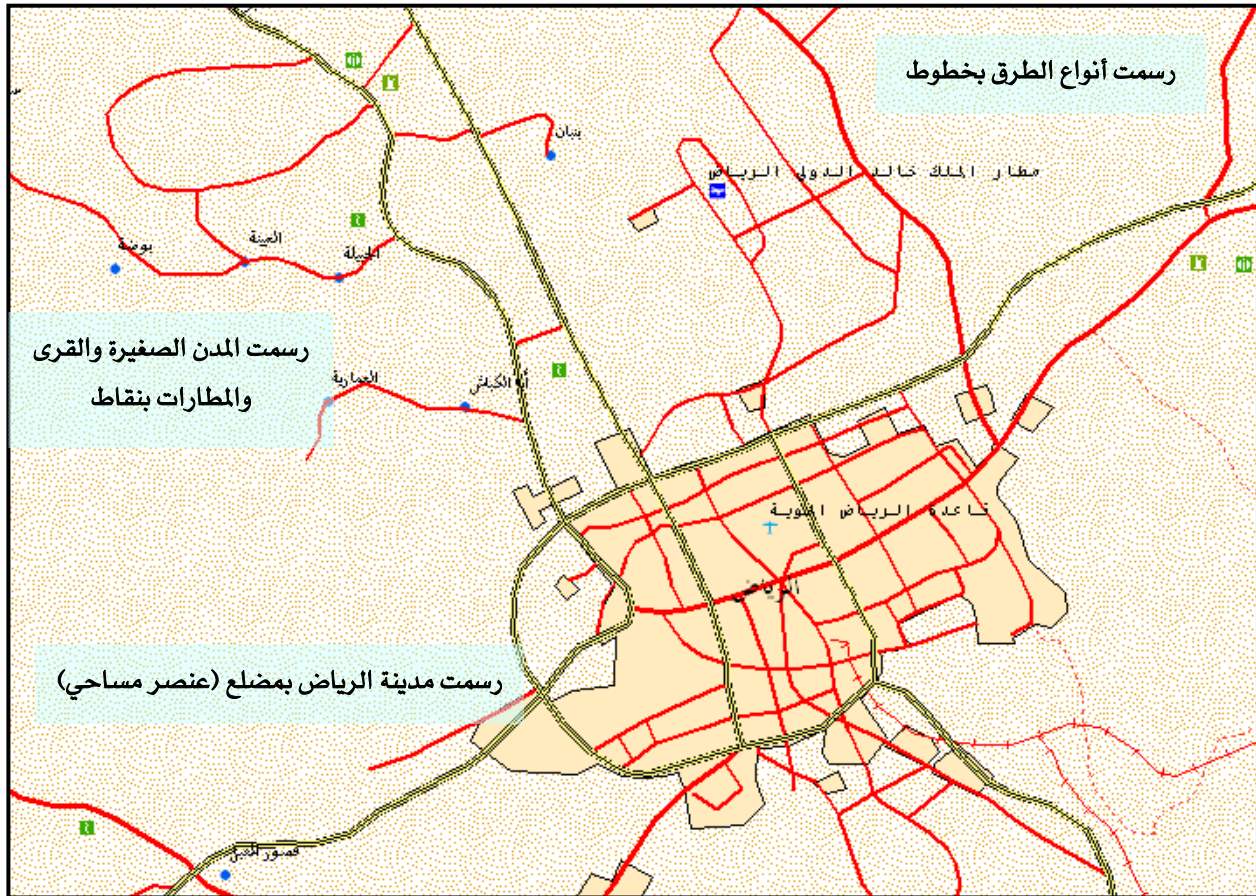 رسمت أنواع الطرق بخطوط
بنبان
مطار الملك خالد الدولي الرياض
بوضة
العينة
الجبيلة
رسمت المدن الصغيرة والقرى
والمطارات بنقاط
العمارية
أبا الكباش
قاعدة الرياض الجوية
الرياض
رسمت مدينة الرياض بمضلع (عنصر مساحي)
قصور المقبل